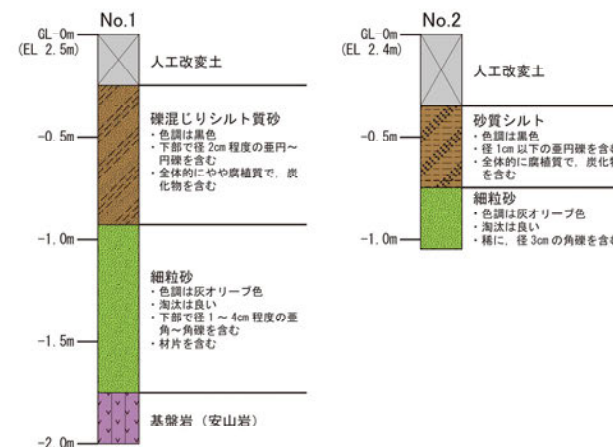 No.1
GL-0m
(EL 2.5m)
人工改変土
礫混じりシルト質砂
・色調は黒色
・下部で径 2cm 程度の亜円～
円礫を含む
・全体的にやや腐植質で、炭
化物を含む
-0.5m
-1.0m
細粒砂
・色調は灰オリーブ色
・淘汰は良い
・下部で径 1 ～ 4cm 程度の亜
角～角礫を含む
・材片を含む
-1.5m
基盤岩（安山岩）
-2.0m
No.2
GL-0m
(EL 2.4m)
人工改変土
砂質シルト
・色調は黒色
・径 1cm 以下の亜円礫を含
・全体的に腐植質で、炭化
を含む
-0.5m
細粒砂
・色調は灰オリーブ色
・淘汰は良い
・稀に、径 3cm の角礫を含
-1.0m